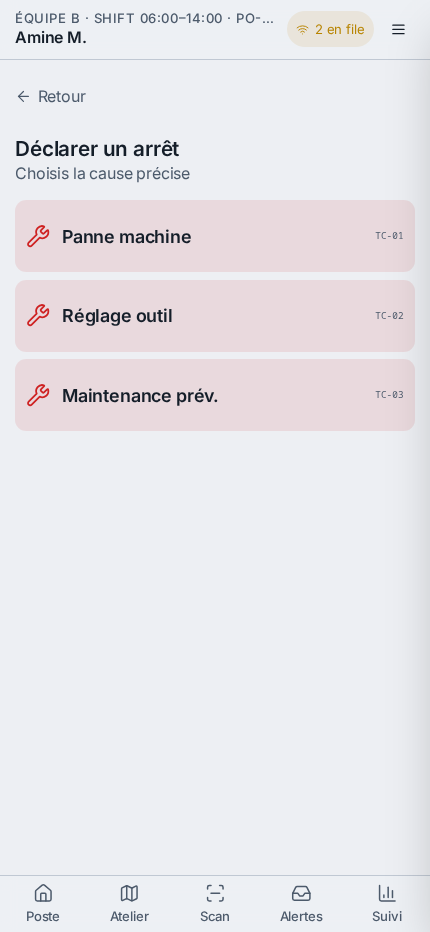 ÉQUIPE B · SHIFT 06:00–14:00 · PO-...
Amine M.
2 en file
Retour
Déclarer un arrêt
Choisis la cause précise
Panne machine
TC-01
Réglage outil
TC-02
Maintenance prév.
TC-03
Poste
Atelier
Scan
Alertes
Suivi